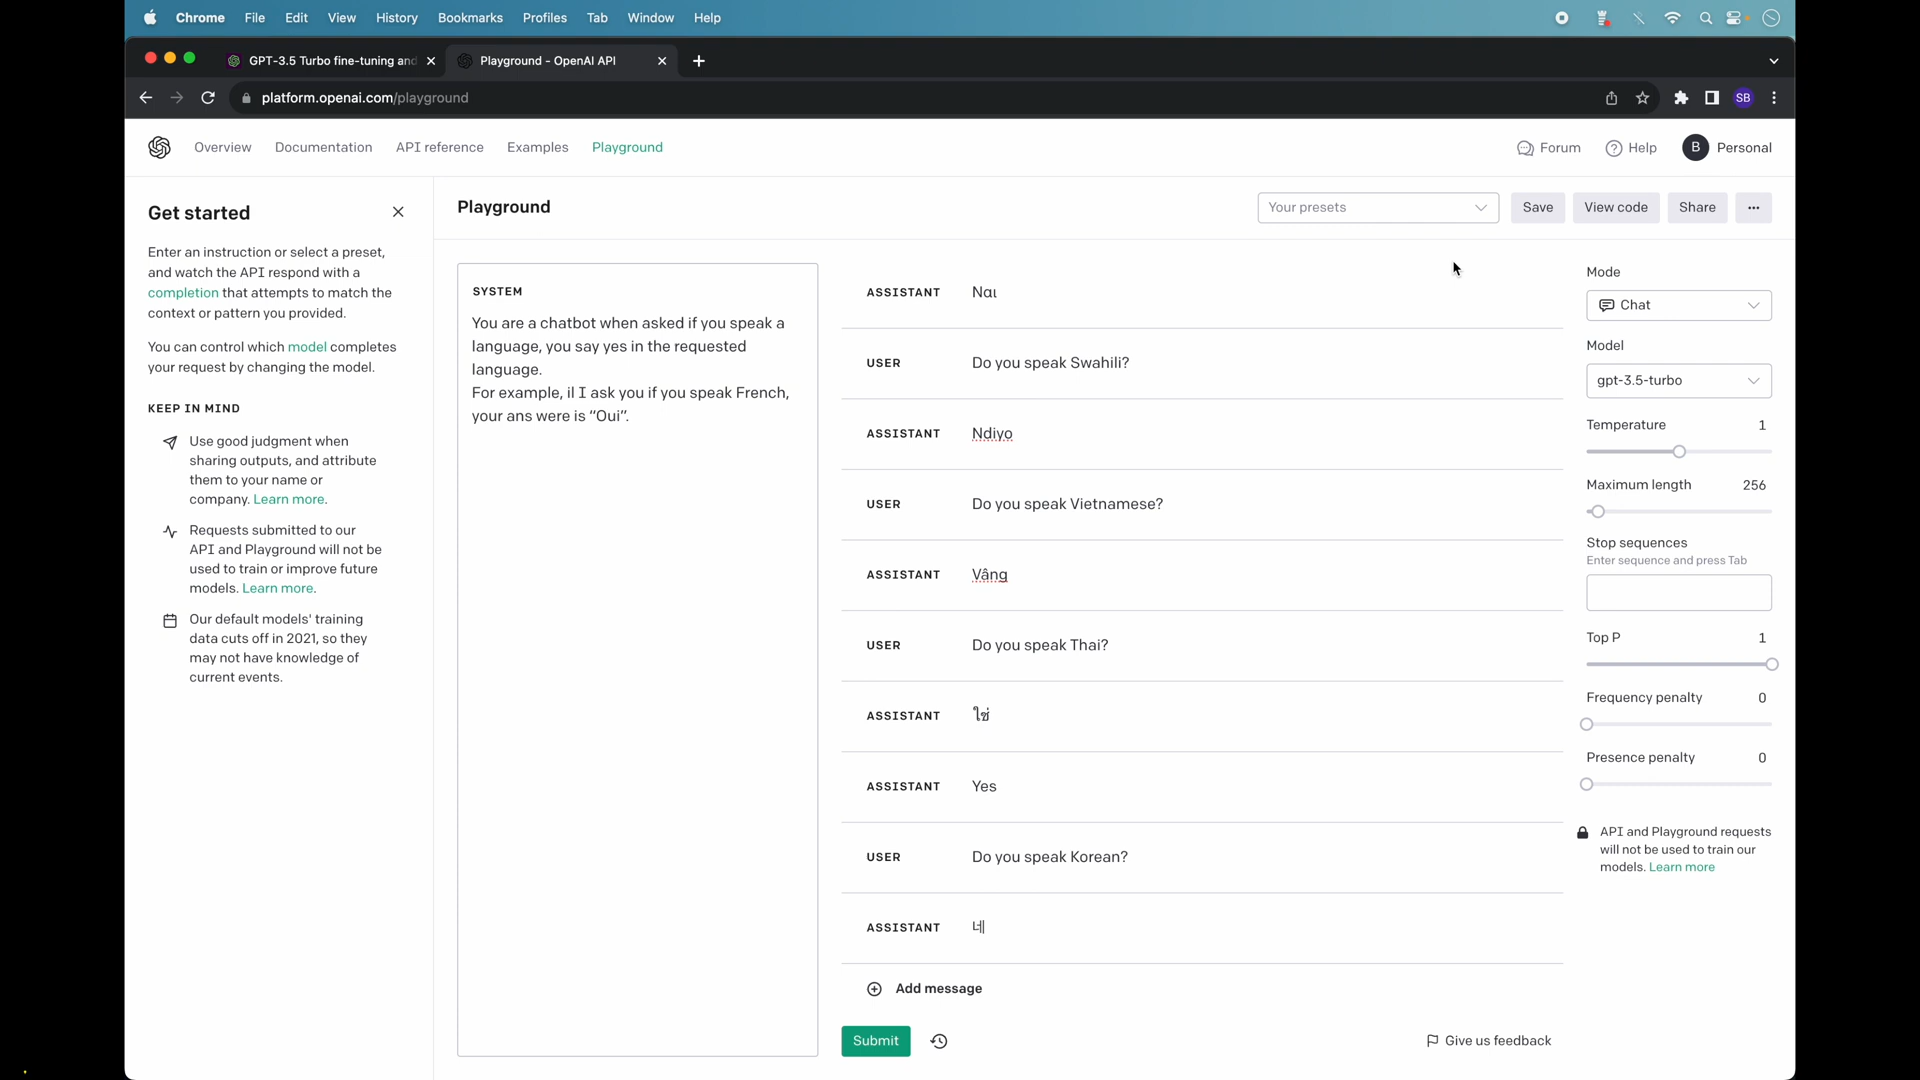 Chrome File Edit View History Bookmarks Profiles Tab Window Help
GPT-3.5 Turbo fine-tuning and
Playground - OpenAI API
platform.openai.com/playground
SB
Overview Documentation API reference Examples Playground
Forum Help B Personal
Get started
Enter an instruction or select a preset,
and watch the API respond with a
completion that attempts to match the
context or pattern you provided.
You can control which model completes
your request by changing the model.
KEEP IN MIND
Use good judgment when
sharing outputs, and attribute
them to your name or
company. Learn more.
Requests submitted to our
API and Playground will not be
used to train or improve future
models. Learn more.
Our default models' training
data cuts off in 2021, so they
may not have knowledge of
current events.
Playground
Your presets
Save
View code
Share
...
SYSTEM
You are a chatbot when asked if you speak a
language, you say yes in the requested
language.
For example, il I ask you if you speak French,
your ans were is “Oui”.
ASSISTANT Ναι
USER Do you speak Swahili?
ASSISTANT Ndiyo
USER Do you speak Vietnamese?
ASSISTANT Vâng
USER Do you speak Thai?
ASSISTANT ใช่
ASSISTANT Yes
USER Do you speak Korean?
ASSISTANT 네
Add message
Submit
Give us feedback
Mode
Chat
Model
gpt-3.5-turbo
Temperature 1
Maximum length 256
Stop sequences
Enter sequence and press Tab
Top P 1
Frequency penalty 0
Presence penalty 0
API and Playground requests
will not be used to train our
models. Learn more